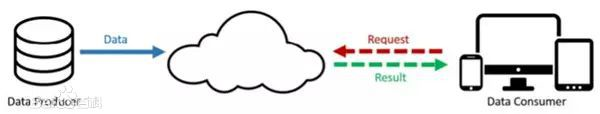 Data
Request
Result
Data Producer
Data Consumer